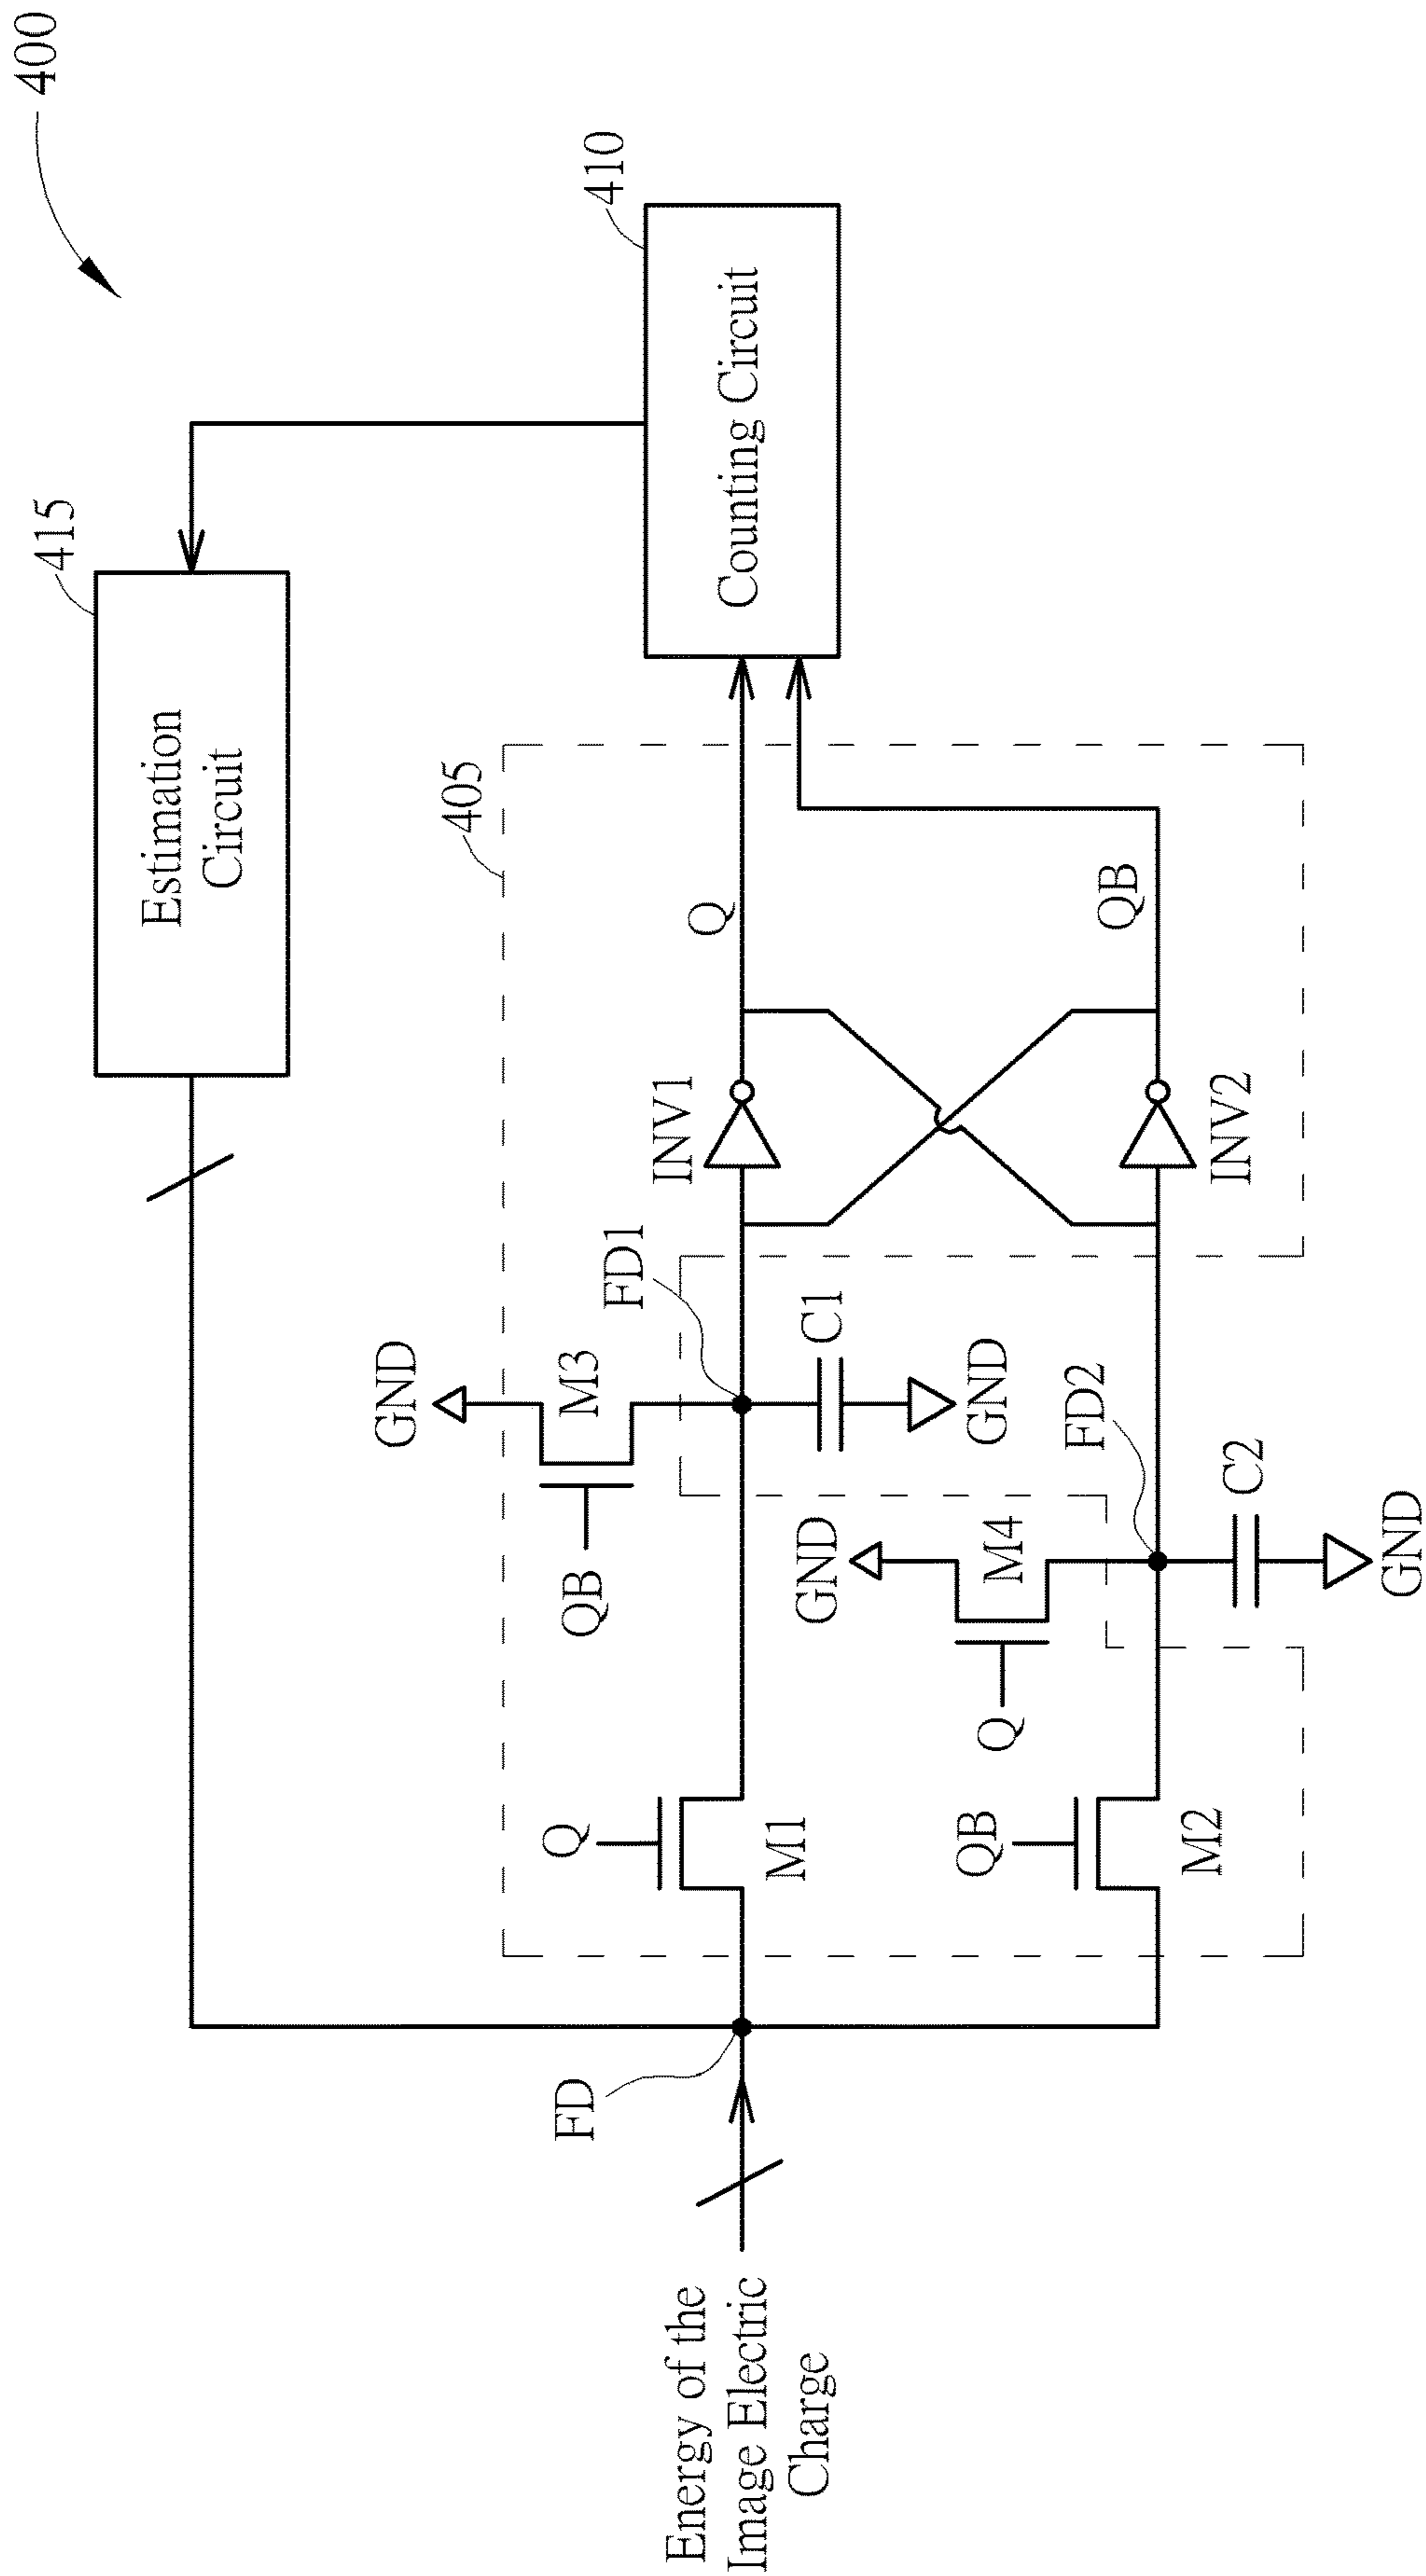 400
415
Estimation
Circuit
410
Counting Circuit
405
Q
QB
INV1
INV2
FD1
GND
M3
QB
C1
GND
FD2
GND
M4
Q
C2
GND
Q
M1
QB
M2
FD
Energy of the
Image Electric
Charge